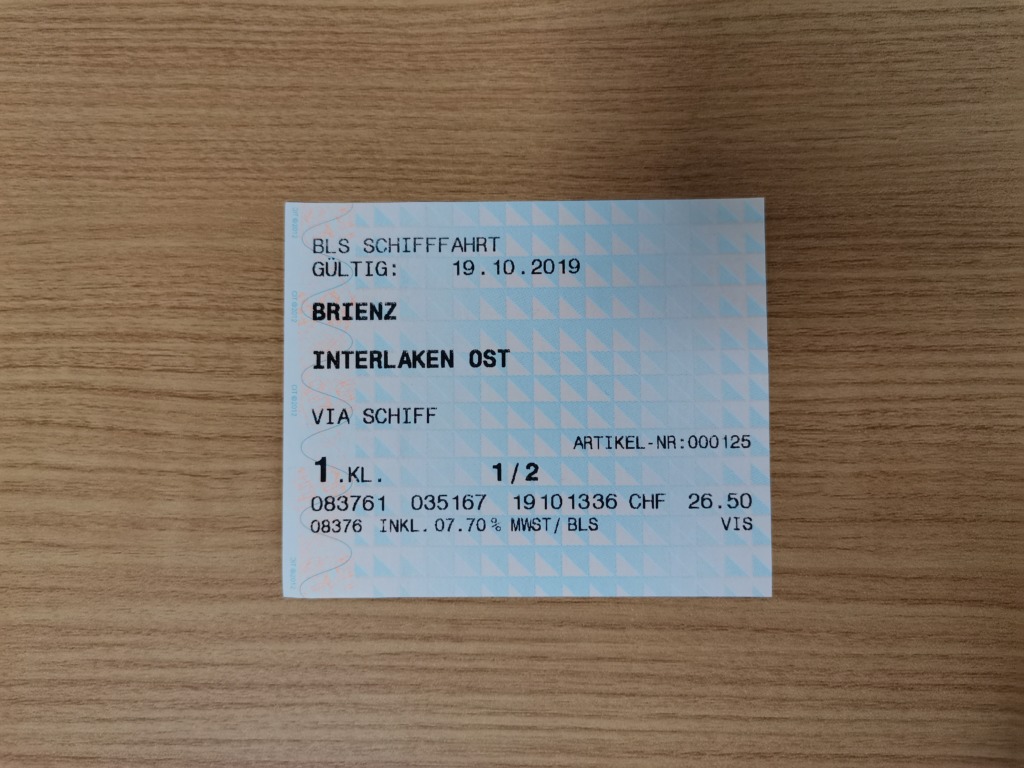 BLS SCHIFFFAHRT
GÜLTIG: 19.10.2019
BRIENZ
INTERLAKEN OST
VIA SCHIFF
ARTIKEL-NR:000125
1.KL. 1/2
083761 035167 19101336 CHF 26.50
08376 INKL.07.70% MWST/BLS VIS